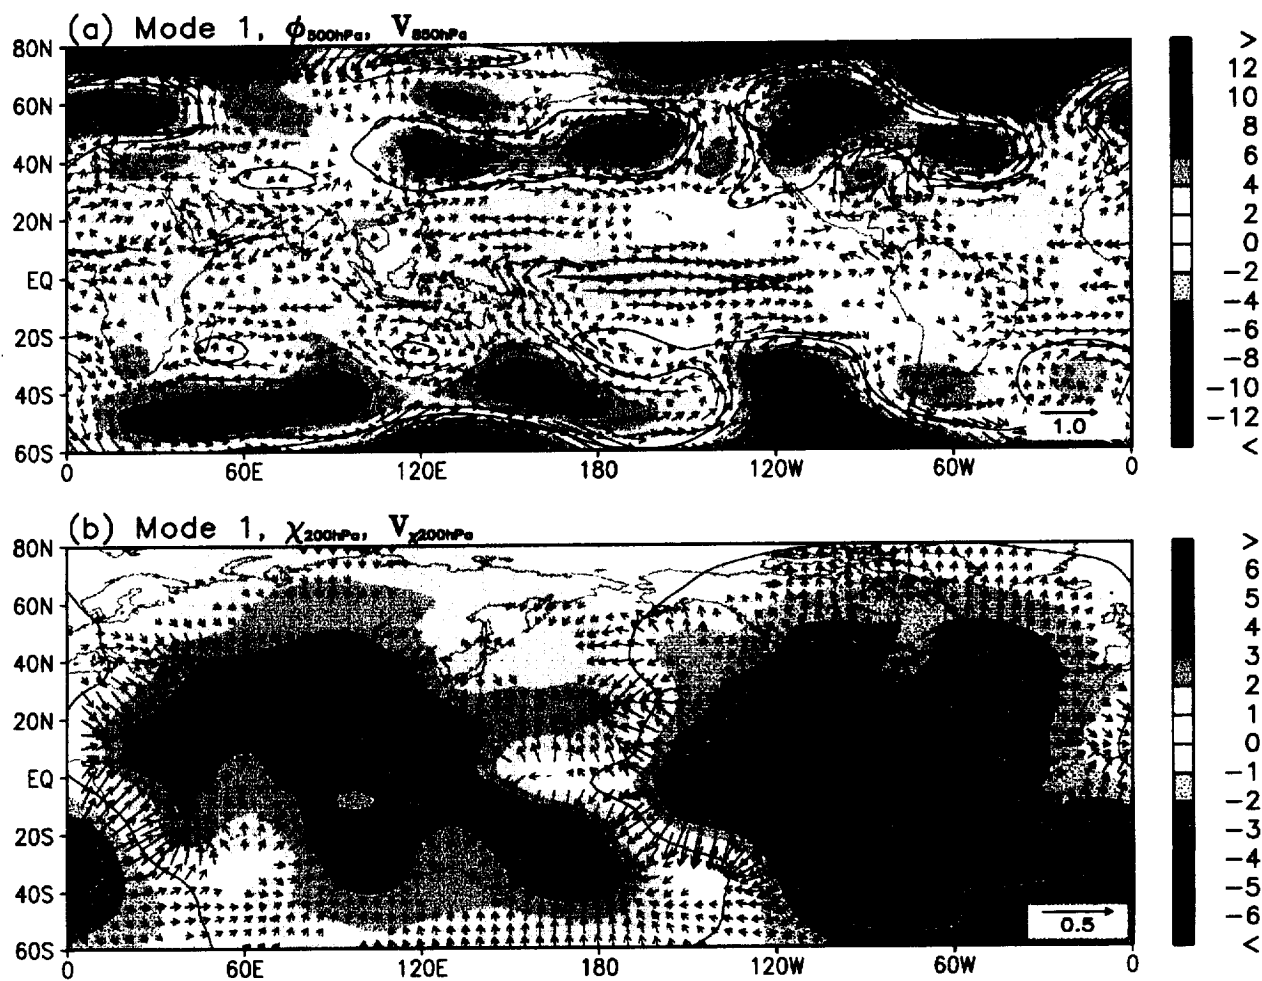 (a) Mode 1, ϕ500hPa, V850hPa
80N
60N
40N
20N
EQ
20S
40S
60S
0 60E 120E 180 120W 60W 0
1.0
>
12
10
8
6
4
2
0
−2
−4
−6
−8
−10
−12
<
(b) Mode 1, χ200hPa, Vχ200hPa
80N
60N
40N
20N
EQ
20S
40S
60S
0 60E 120E 180 120W 60W 0
0.5
>
6
5
4
3
2
1
0
−1
−2
−3
−4
−5
−6
<